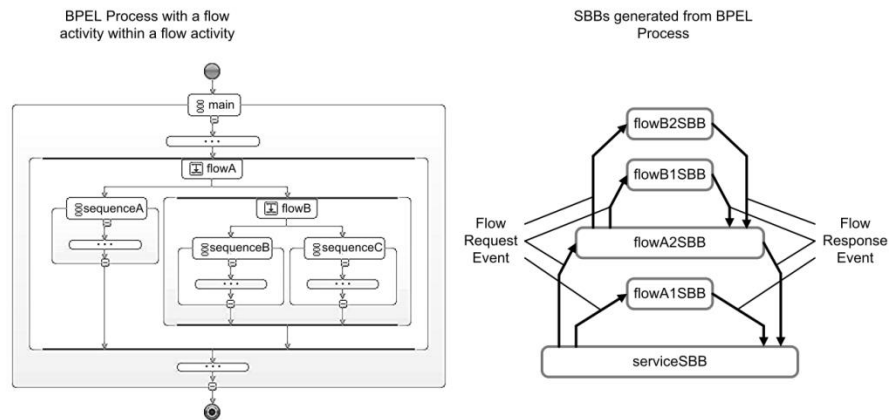 BPEL Process with a flow
activity within a flow activity
main
flowA
sequenceA
flowB
sequenceB
sequenceC
SBBs generated from BPEL
Process
flowB2SBB
flowB1SBB
Flow
Request
Event
flowA2SBB
Flow
Response
Event
flowA1SBB
serviceSBB